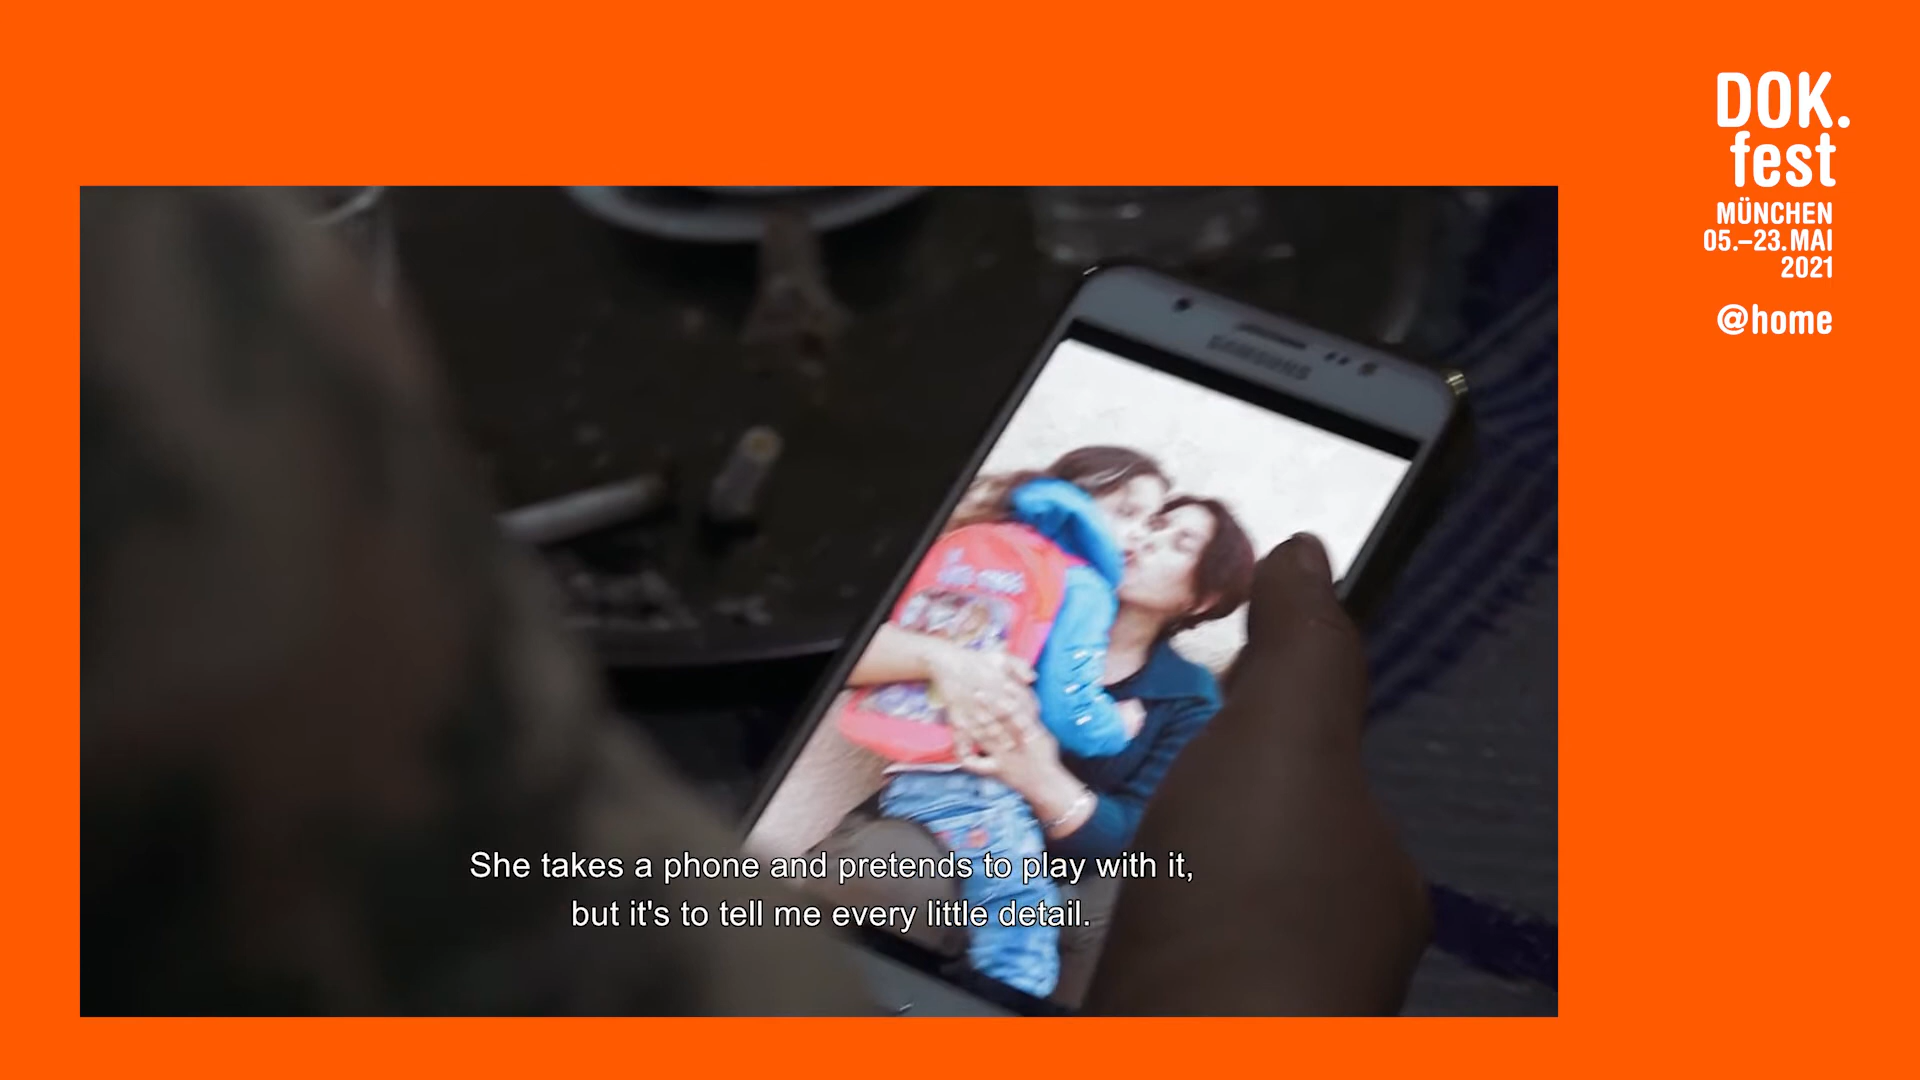 DOK.
fest
MÜNCHEN
05.–23. MAI
2021
@home
SAMSUNG
She takes a phone and pretends to play with it,
but it's to tell me every little detail.